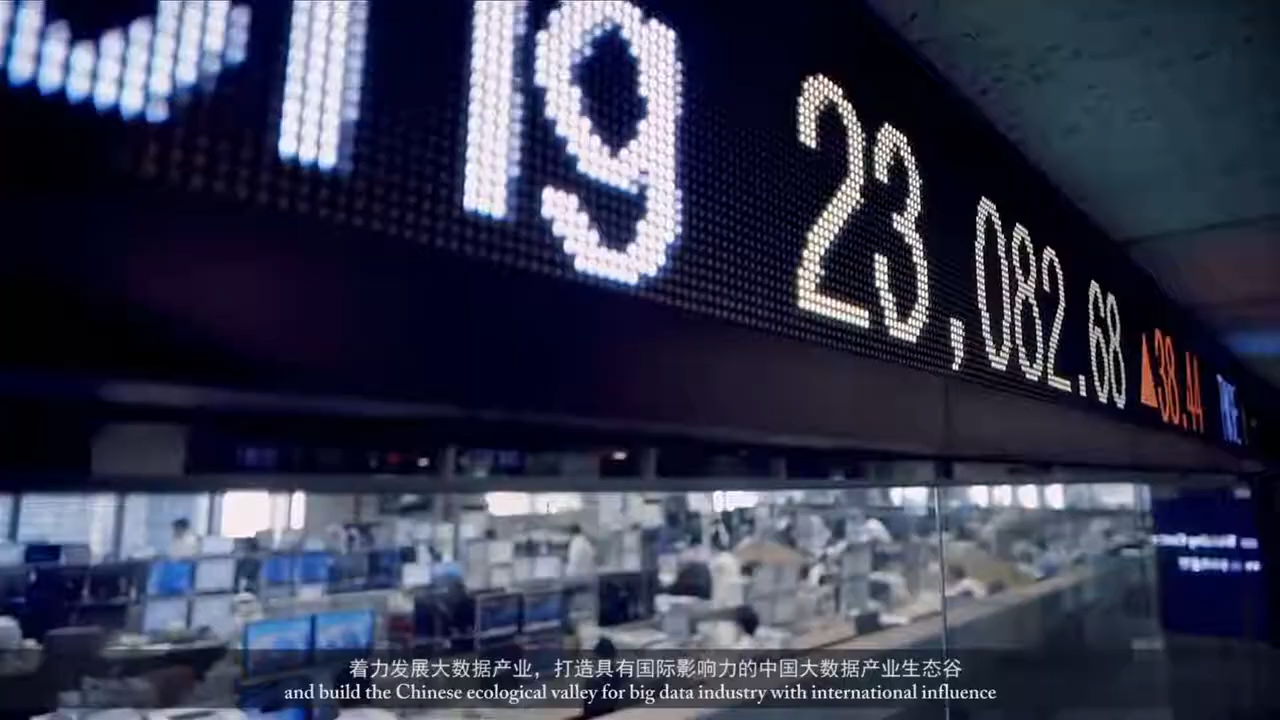 19 23,082.68 ▲38.44
着力发展大数据产业，打造具有国际影响力的中国大数据产业生态谷
and build the Chinese ecological valley for big data industry with international influence